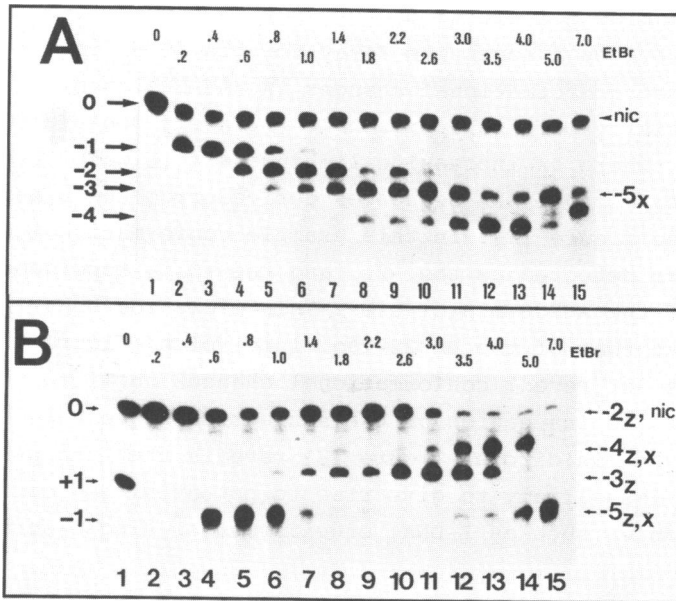 A
0 .4 .8 1.4 2.2 3.0 4.0 7.0
.2 .6 1.0 1.8 2.6 3.5 5.0 EtBr
0
nic
-1
-2
-3
-5x
-4
1 2 3 4 5 6 7 8 9 10 11 12 13 14 15
B
0 .4 .8 1.4 2.2 3.0 4.0 7.0 EtBr
.2 .6 1.0 1.8 2.6 3.5 5.0
0
-2z, nic
-4z,x
+1
-3z
-1
-5z,x
1 2 3 4 5 6 7 8 9 10 11 12 13 14 15